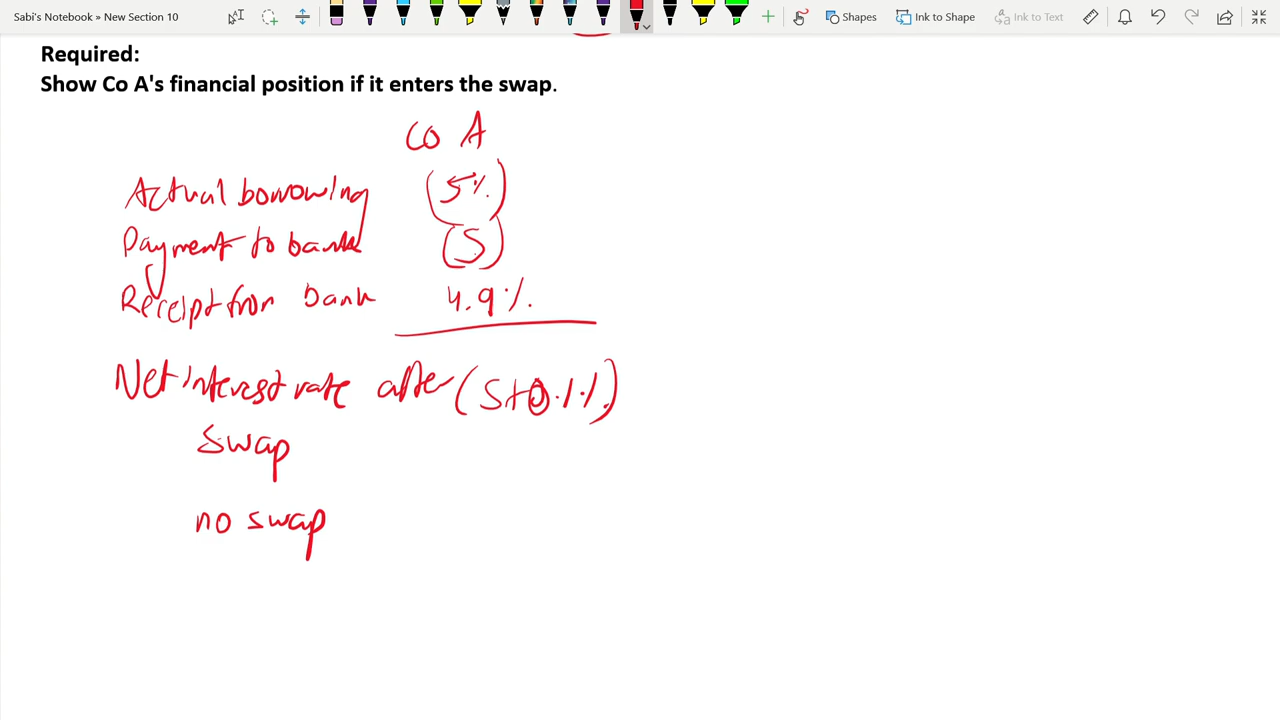 Sabi's Notebook » New Section 10
Shapes
Ink to Shape
Ink to Text
Required:
Show Co A's financial position if it enters the swap.
Co A
Actual borrowing (5%)
Payment to bank (S)
Receipt from bank 4.9%
Net interest rate after (S+0.1%)
swap
no swap